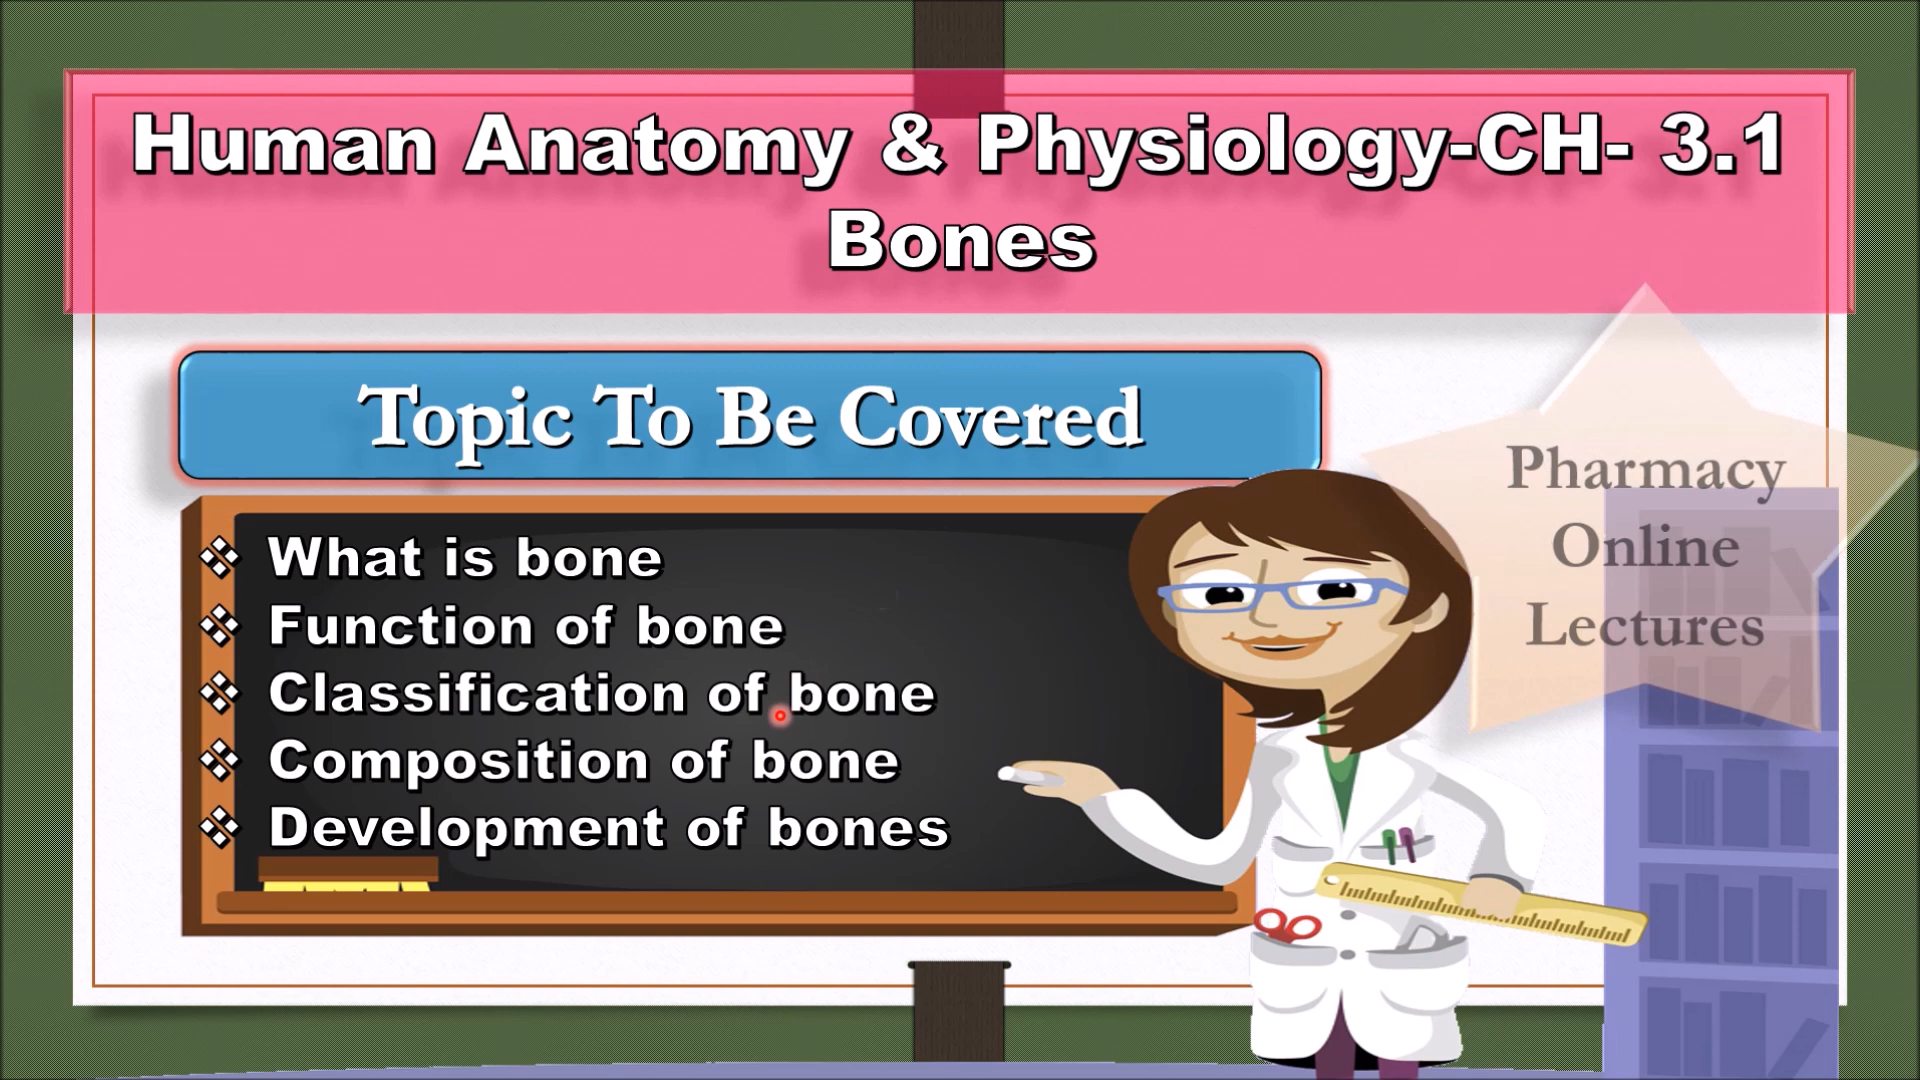 Human Anatomy & Physiology-CH- 3.1
Bones
Topic To Be Covered
What is bone
Function of bone
Classification of bone
Composition of bone
Development of bones
Pharmacy
Online
Lectures